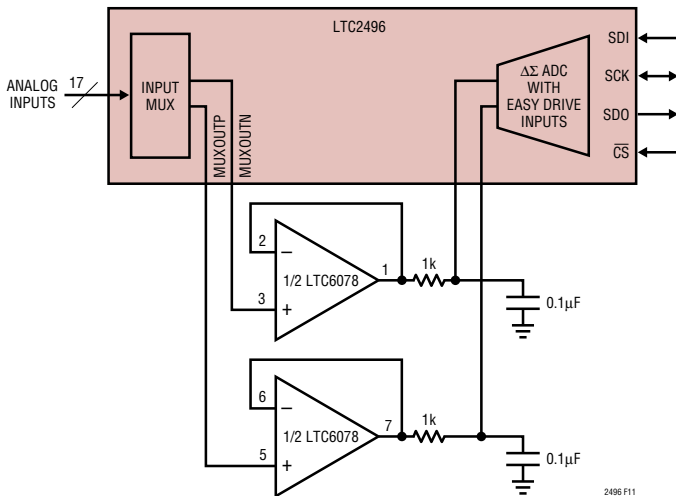 LTC2496
SDI
SCK
SDO
CS
ANALOG
INPUTS
17
INPUT
MUX
ΔΣ ADC
WITH
EASY DRIVE
INPUTS
MUXOUTP
MUXOUTN
2
−
1/2 LTC6078
3
+
1
1k
0.1µF
6
−
1/2 LTC6078
5
+
7
1k
0.1µF
2496 F11